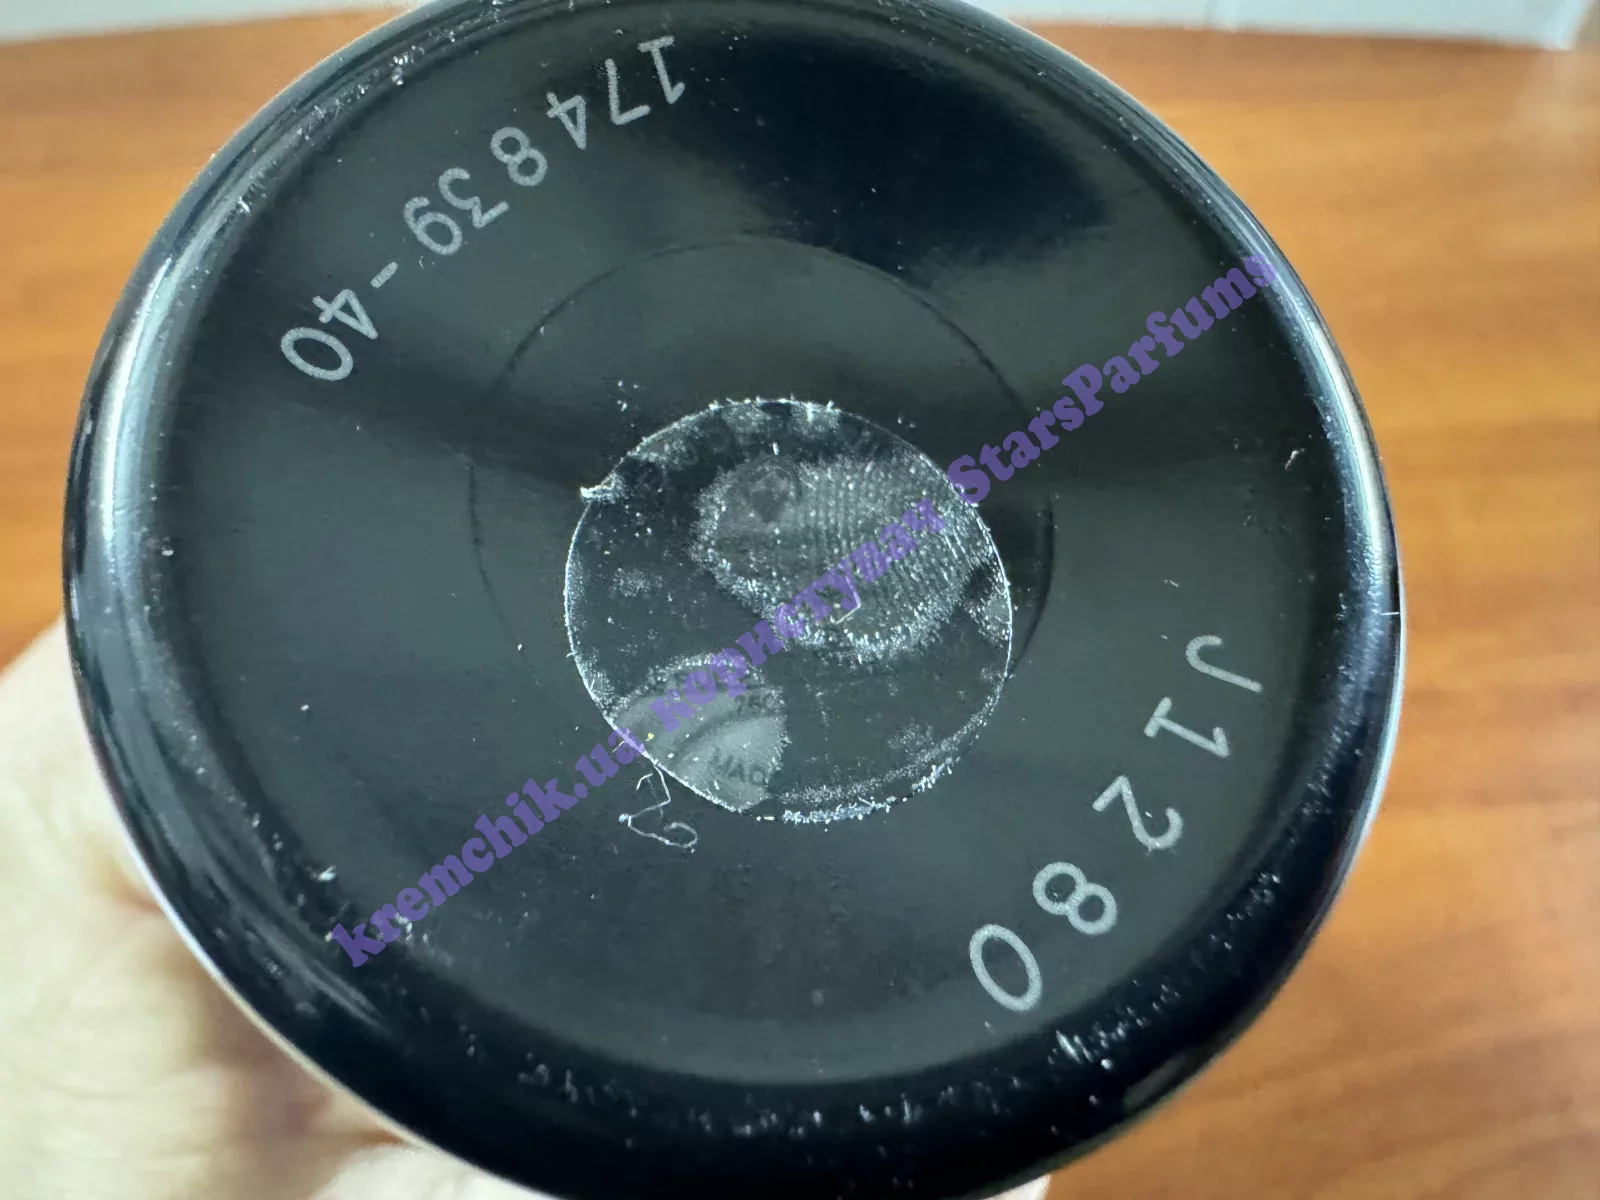 174839-40
J1280
kremchik.ua користувач StarsParfums